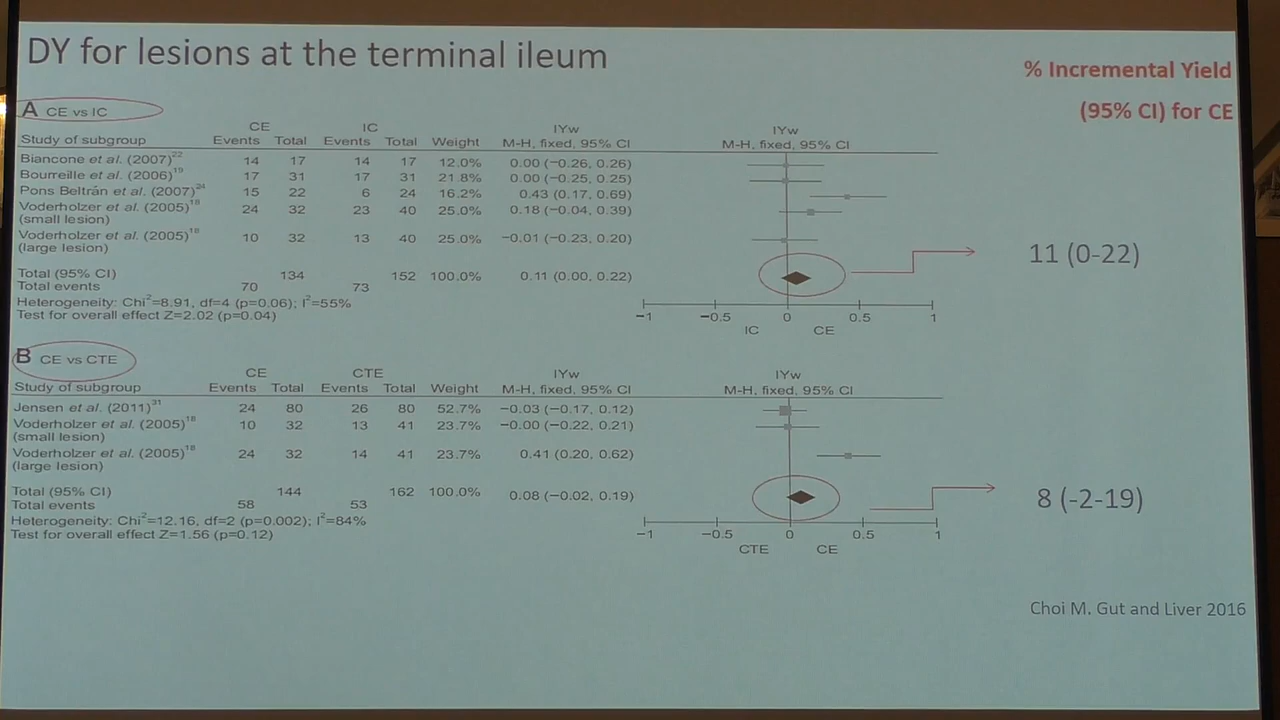 DY for lesions at the terminal ileum
% Incremental Yield
(95% CI) for CE
A CE vs IC
CE IC IYw IYw
Study of subgroup Events Total Events Total Weight M-H, fixed, 95% CI M-H, fixed, 95% CI
Biancone et al. (2007)22 14 17 14 17 12.0% 0.00 (−0.26, 0.26)
Bourreille et al. (2006)19 17 31 17 31 21.8% 0.00 (−0.25, 0.25)
Pons Beltrán et al. (2007)24 15 22 6 24 16.2% 0.43 (0.17, 0.69)
Voderholzer et al. (2005)18 24 32 23 40 25.0% 0.18 (−0.04, 0.39)
(small lesion)
Voderholzer et al. (2005)18 10 32 13 40 25.0% −0.01 (−0.23, 0.20)
(large lesion)
11 (0-22)
Total (95% CI) 134 152 100.0% 0.11 (0.00, 0.22)
Total events 70 73
Heterogeneity: Chi2=8.91, df=4 (p=0.06); I2=55%
Test for overall effect Z=2.02 (p=0.04)
−1 −0.5 0 0.5 1
IC CE
B CE vs CTE
CE CTE IYw IYw
Study of subgroup Events Total Events Total Weight M-H, fixed, 95% CI M-H, fixed, 95% CI
Jensen et al. (2011)31 24 80 26 80 52.7% −0.03 (−0.17, 0.12)
Voderholzer et al. (2005)18 10 32 13 41 23.7% −0.00 (−0.22, 0.21)
(small lesion)
Voderholzer et al. (2005)18 24 32 14 41 23.7% 0.41 (0.20, 0.62)
(large lesion)
Total (95% CI) 144 162 100.0% 0.08 (−0.02, 0.19)
8 (-2-19)
Total events 58 53
Heterogeneity: Chi2=12.16, df=2 (p=0.002); I2=84%
Test for overall effect Z=1.56 (p=0.12)
−1 −0.5 0 0.5 1
CTE CE
Choi M. Gut and Liver 2016